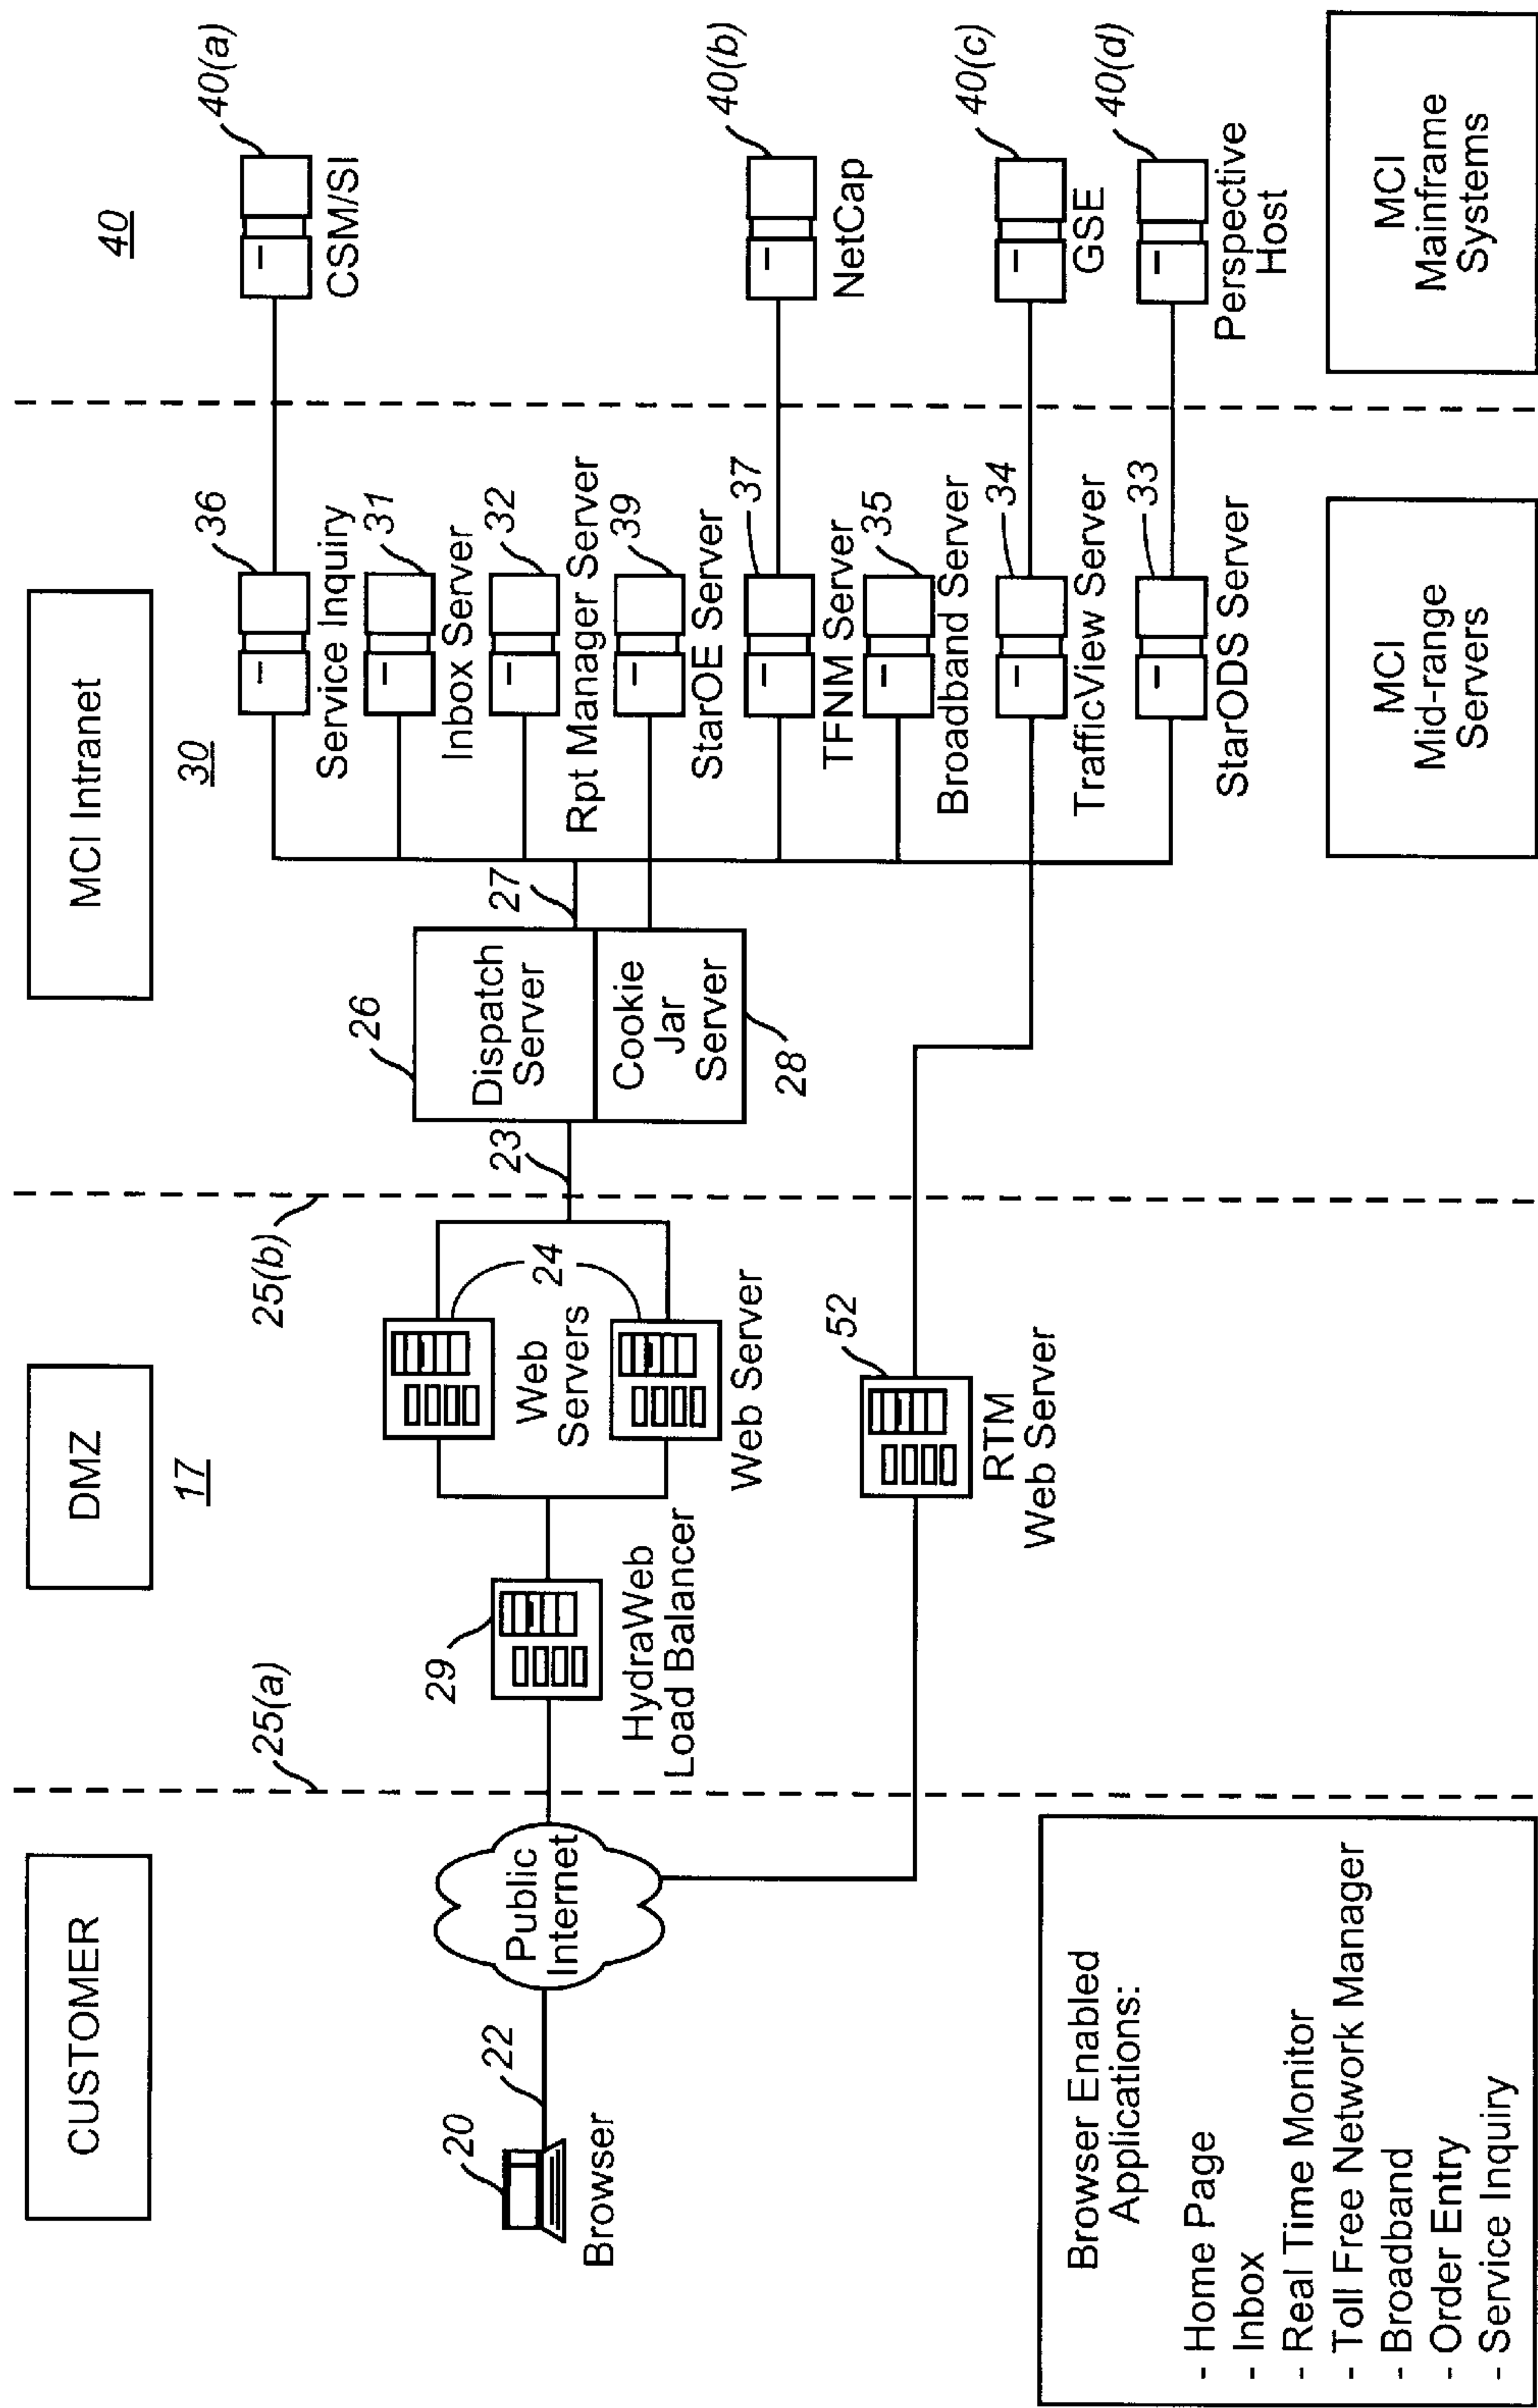 CUSTOMER
DMZ
MCI Intranet
17
30
40
25(a)
25(b)
20
22
Browser
Public
Internet
29
HydraWeb
Load Balancer
Web
Servers
24
Web Server
52
RTM
Web Server
23
26
Dispatch
Server
Cookie
Jar
Server
28
27
36
Service Inquiry
31
Inbox Server
32
Rpt Manager Server
39
StarOE Server
37
TFNM Server
35
Broadband Server
34
TrafficView Server
33
StarODS Server
40(a)
CSM/SI
40(b)
NetCap
40(c)
GSE
40(d)
Perspective
Host
Browser Enabled
Applications:
- Home Page
- Inbox
- Real Time Monitor
- Toll Free Network Manager
- Broadband
- Order Entry
- Service Inquiry
MCI
Mid-range
Servers
MCI
Mainframe
Systems